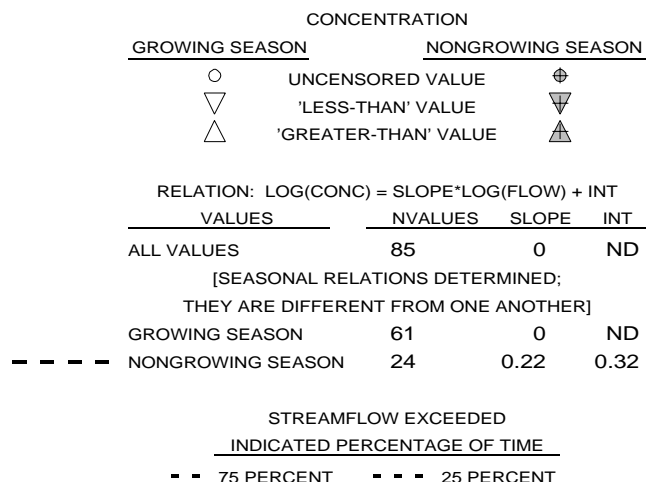 CONCENTRATION
GROWING SEASON NONGROWING SEASON
UNCENSORED VALUE
'LESS-THAN' VALUE
'GREATER-THAN' VALUE
RELATION: LOG(CONC) = SLOPE*LOG(FLOW) + INT
VALUES NVALUES SLOPE INT
ALL VALUES 85 0 ND
[SEASONAL RELATIONS DETERMINED;
THEY ARE DIFFERENT FROM ONE ANOTHER]
GROWING SEASON 61 0 ND
NONGROWING SEASON 24 0.22 0.32
STREAMFLOW EXCEEDED
INDICATED PERCENTAGE OF TIME
75 PERCENT 25 PERCENT